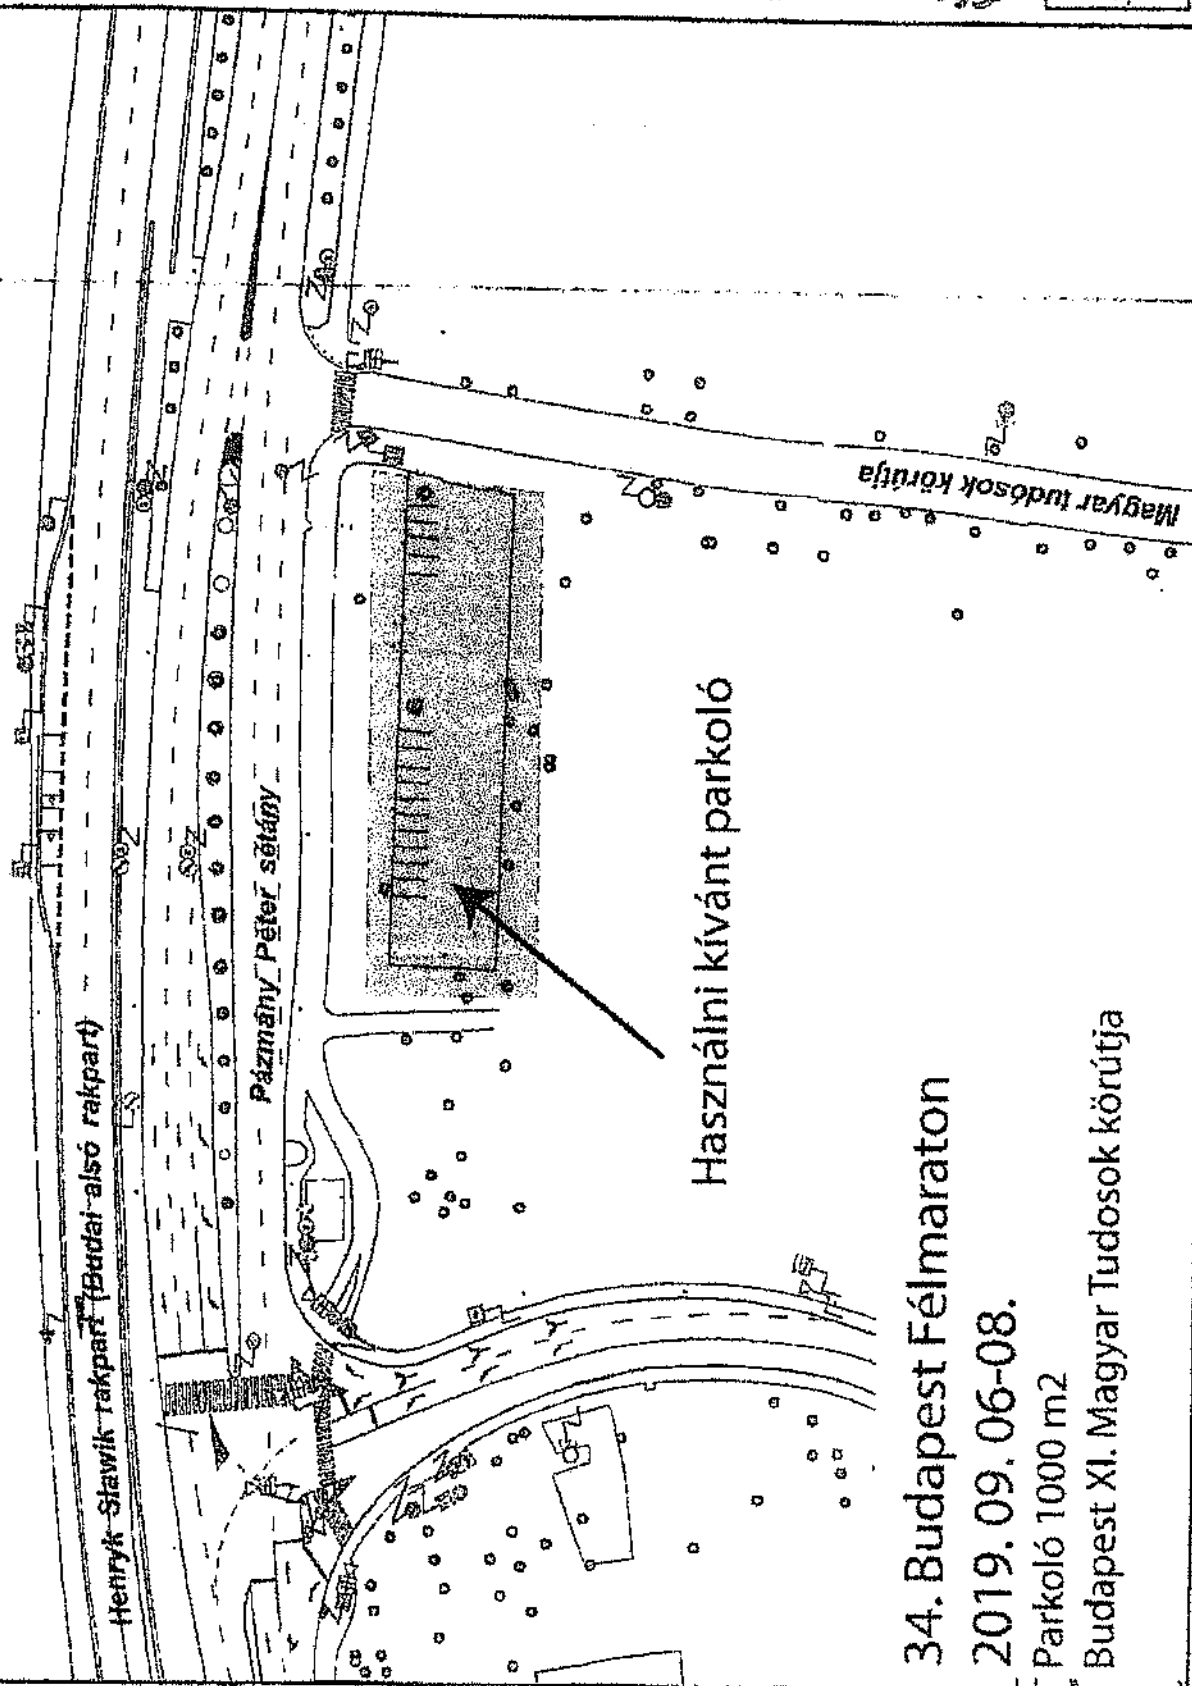 Henryk Slawik rakpart (Budai alsó rakpart)
Pázmány Péter sétány
Magyar tudósok körútja
Használni kívánt parkoló
34. Budapest Félmaraton
2019. 09. 06-08.
Parkoló 1000 m2
Budapest XI. Magyar Tudosok körútja